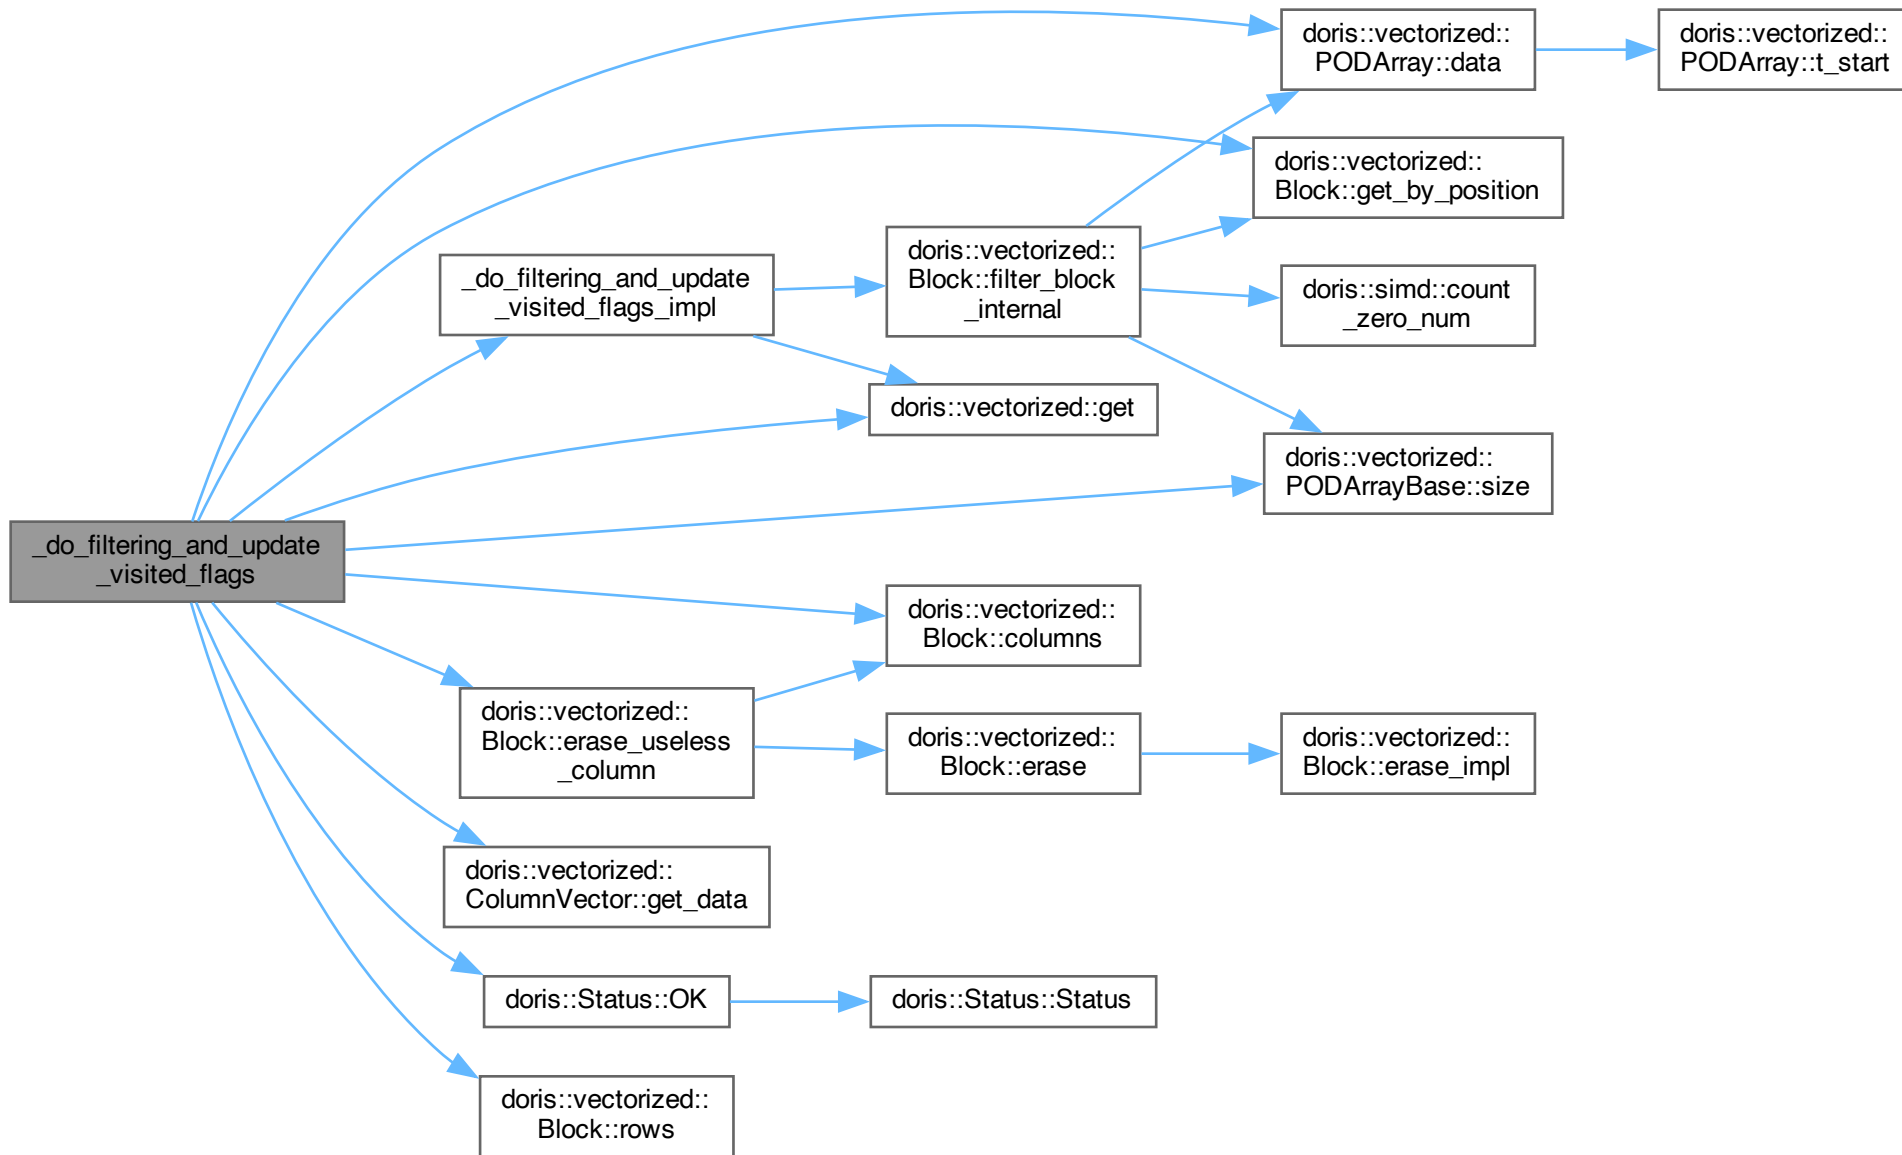 doris::vectorized::
PODArray::data
doris::vectorized::
PODArray::t_start
doris::vectorized::
Block::get_by_position
doris::vectorized::
Block::filter_block
_internal
_do_filtering_and_update
_visited_flags_impl
doris::simd::count
_zero_num
doris::vectorized::get
doris::vectorized::
PODArrayBase::size
_do_filtering_and_update
_visited_flags
doris::vectorized::
Block::columns
doris::vectorized::
Block::erase_useless
_column
doris::vectorized::
Block::erase
doris::vectorized::
Block::erase_impl
doris::vectorized::
ColumnVector::get_data
doris::Status::OK
doris::Status::Status
doris::vectorized::
Block::rows